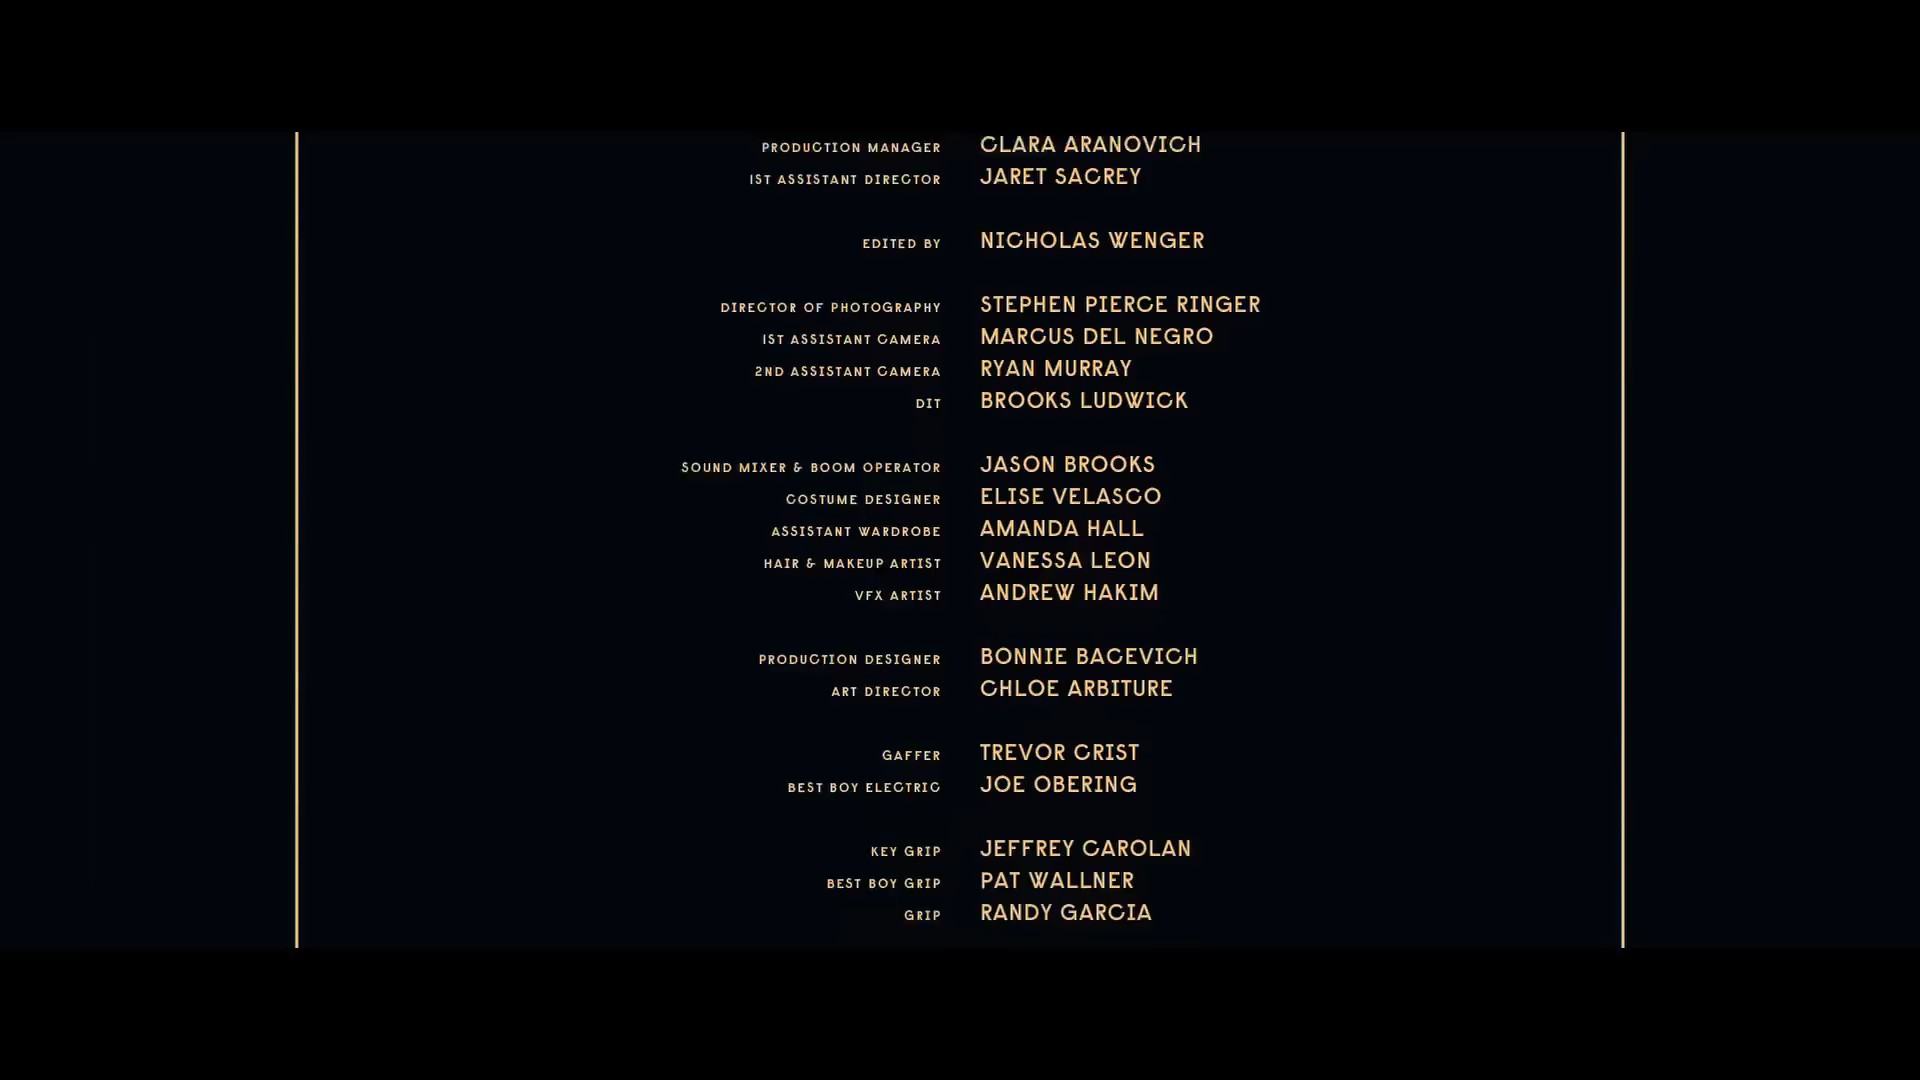 PRODUCTION MANAGER CLARA ARANOVICH
1ST ASSISTANT DIRECTOR JARET SACREY
EDITED BY NICHOLAS WENGER
DIRECTOR OF PHOTOGRAPHY STEPHEN PIERCE RINGER
1ST ASSISTANT CAMERA MARCUS DEL NEGRO
2ND ASSISTANT CAMERA RYAN MURRAY
DIT BROOKS LUDWICK
SOUND MIXER & BOOM OPERATOR JASON BROOKS
COSTUME DESIGNER ELISE VELASCO
ASSISTANT WARDROBE AMANDA HALL
HAIR & MAKEUP ARTIST VANESSA LEON
VFX ARTIST ANDREW HAKIM
PRODUCTION DESIGNER BONNIE BACEVICH
ART DIRECTOR CHLOE ARBITURE
GAFFER TREVOR CRIST
BEST BOY ELECTRIC JOE OBERING
KEY GRIP JEFFREY CAROLAN
BEST BOY GRIP PAT WALLNER
GRIP RANDY GARCIA